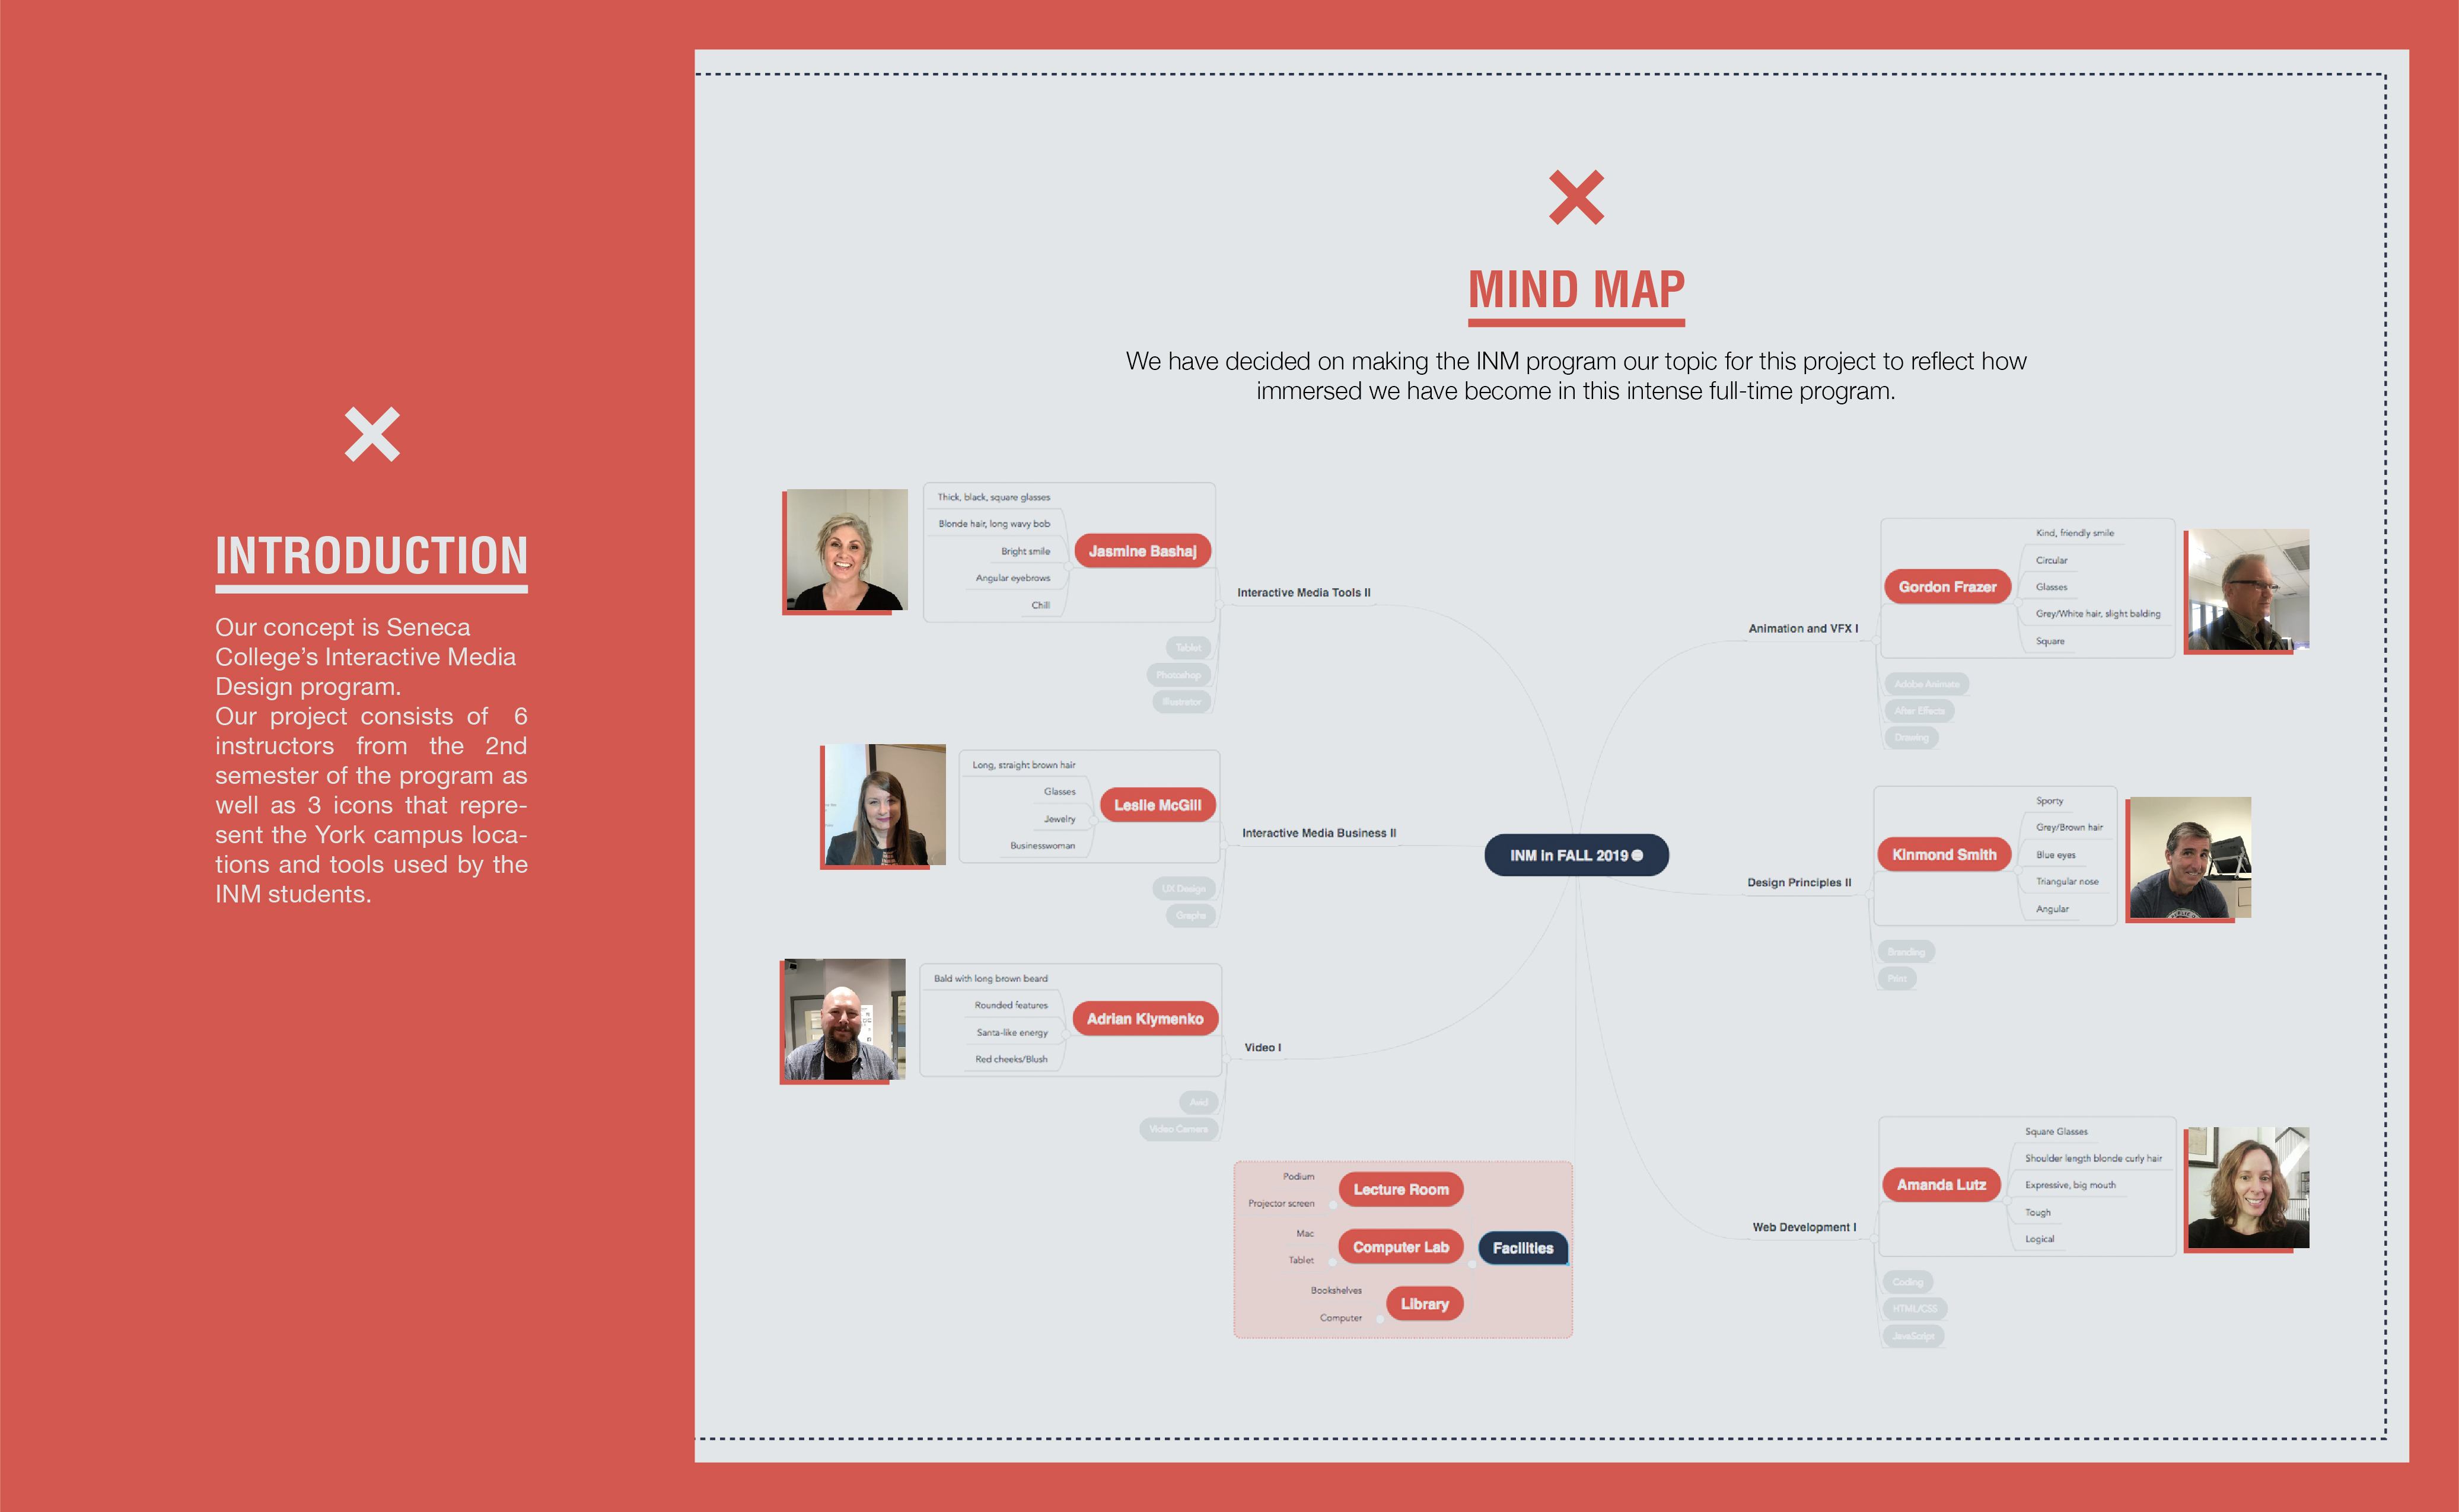 INTRODUCTION
Our concept is Seneca
College's Interactive Media
Design program.
Our project consists of 6
instructors from the 2nd
semester of the program as
well as 3 icons that repre-
sent the York campus loca-
tions and tools used by the
INM students.
MIND MAP
We have decided on making the INM program our topic for this project to reflect how
immersed we have become in this intense full-time program.
Thick, black, square glasses
Blonde hair, long wavy bob
Bright smile
Angular eyebrows
Chill
Jasmine Bashaj
Interactive Media Tools II
Tablet
Photoshop
Illustrator
Long, straight brown hair
Glasses
Jewelry
Businesswoman
Leslie McGill
Interactive Media Business II
UX Design
Graphs
Bald with long brown beard
Rounded features
Santa-like energy
Red cheeks/Blush
Adrian Klymenko
Video I
Avid
Video Camera
INM in FALL 2019
Podium
Projector screen
Lecture Room
Mac
Tablet
Computer Lab
Bookshelves
Computer
Library
Facilities
Animation and VFX I
Gordon Frazer
Kind, friendly smile
Circular
Glasses
Grey/White hair, slight balding
Square
Adobe Animate
After Effects
Drawing
Design Principles II
Kinmond Smith
Sporty
Grey/Brown hair
Blue eyes
Triangular nose
Angular
Branding
Print
Web Development I
Amanda Lutz
Square Glasses
Shoulder length blonde curly hair
Expressive, big mouth
Tough
Logical
Coding
HTML/CSS
JavaScript